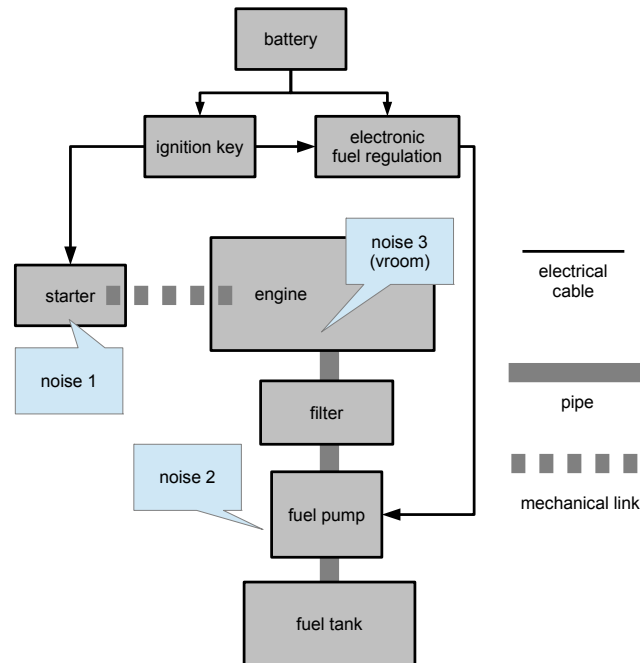 battery
ignition key
electronic
fuel regulation
noise 3
(vroom)
starter
engine
electrical
cable
noise 1
filter
pipe
noise 2
fuel pump
mechanical link
fuel tank